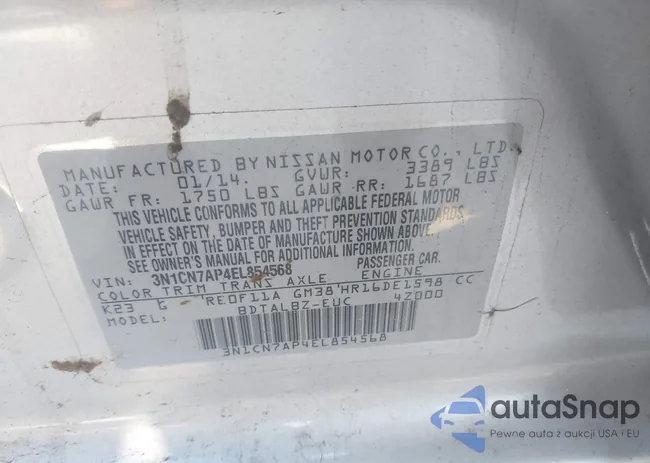 MANUFACTURED BY NISSAN MOTOR CO., LTD.
DATE: 01/14. GVWR: 3389 LBS
GAWR FR: 1750 LBS GAWR RR: 1687 LBS
THIS VEHICLE CONFORMS TO ALL APPLICABLE FEDERAL MOTOR
VEHICLE SAFETY, BUMPER AND THEFT PREVENTION STANDARDS
IN EFFECT ON THE DATE OF MANUFACTURE SHOWN ABOVE.
SEE OWNERS MANUAL FOR ADDITIONAL INFORMATION.
VIN: 3N1CN7AP4EL854568 PASSENGER CAR.
COLOR TRIM TRANS AXLE ENGINE
K23 G RE0F11A GM38 HR16DE1598 CC
MODEL: BDTALBZ-EUC 4Z000
3N1CN7AP4EL854568
autaSnap
Pewne auta z aukcji USA i EU